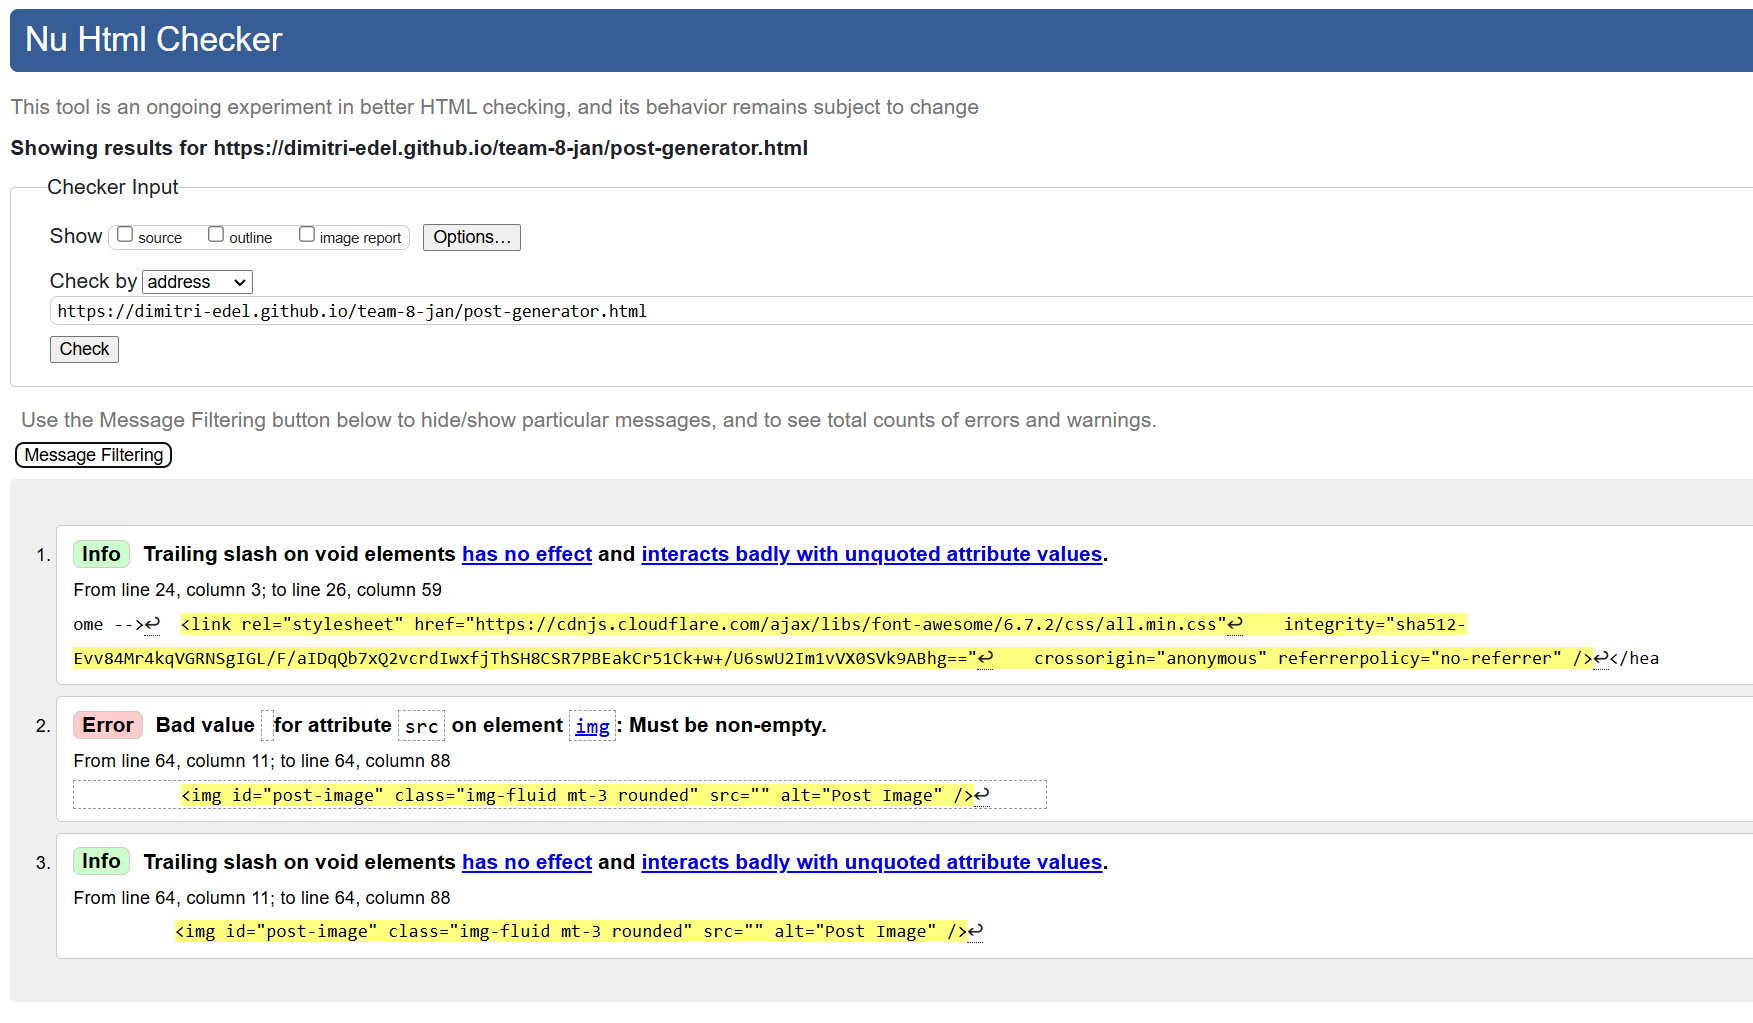 Nu Html Checker
This tool is an ongoing experiment in better HTML checking, and its behavior remains subject to change
Showing results for https://dimitri-edel.github.io/team-8-jan/post-generator.html
Checker Input
Show source outline image report Options...
Check by address
https://dimitri-edel.github.io/team-8-jan/post-generator.html
Check
Use the Message Filtering button below to hide/show particular messages, and to see total counts of errors and warnings.
Message Filtering
1. Info Trailing slash on void elements has no effect and interacts badly with unquoted attribute values.
From line 24, column 3; to line 26, column 59
ome -->↩ <link rel="stylesheet" href="https://cdnjs.cloudflare.com/ajax/libs/font-awesome/6.7.2/css/all.min.css"↩ integrity="sha512-
Evv84Mr4kqVGRNSgIGL/F/aIDqQb7xQ2vcrdIwxfjThSH8CSR7PBEakCr51Ck+w+/U6swU2Im1vVX0SVk9ABhg=="↩ crossorigin="anonymous" referrerpolicy="no-referrer" />↩</hea
2. Error Bad value for attribute src on element img: Must be non-empty.
From line 64, column 11; to line 64, column 88
<img id="post-image" class="img-fluid mt-3 rounded" src="" alt="Post Image" />↩
3. Info Trailing slash on void elements has no effect and interacts badly with unquoted attribute values.
From line 64, column 11; to line 64, column 88
<img id="post-image" class="img-fluid mt-3 rounded" src="" alt="Post Image" />↩